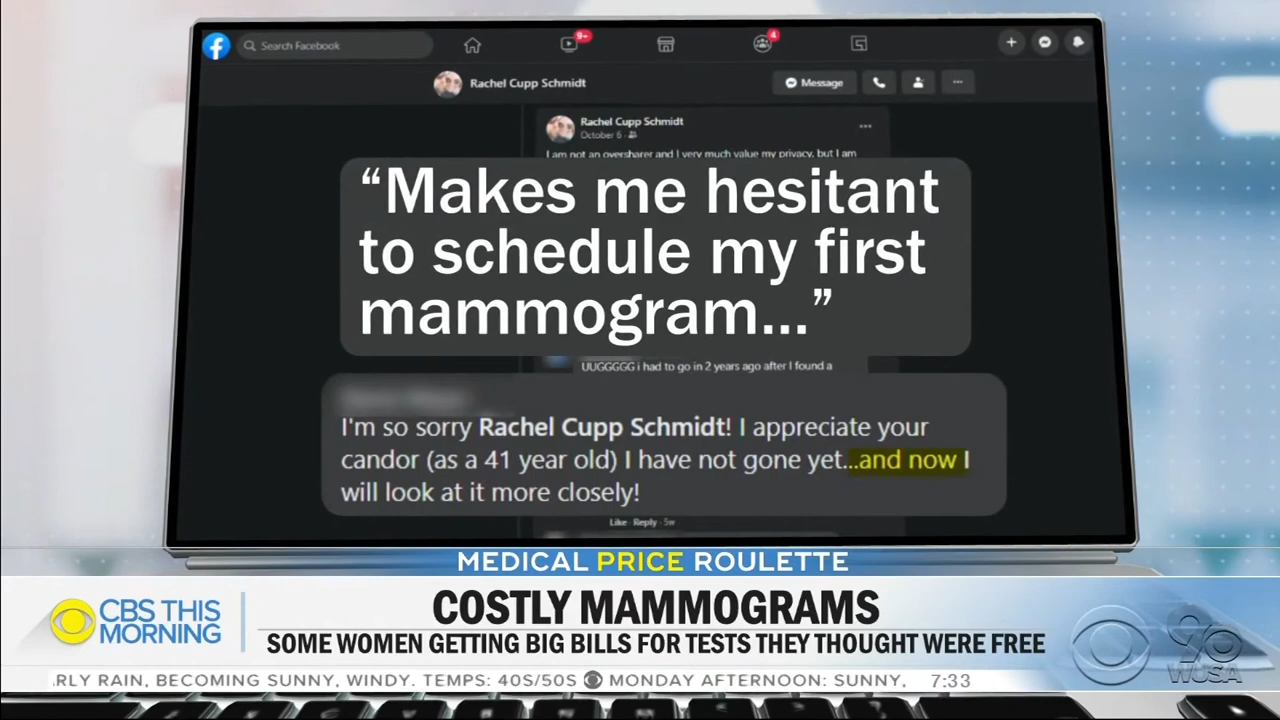 Search Facebook
9+
4
Rachel Cupp Schmidt
Message
Rachel Cupp Schmidt
October 6
I am not an oversharer and I very much value my privacy, but I am
“Makes me hesitant
to schedule my first
mammogram...”
UUGGGGG i had to go in 2 years ago after I found a
I'm so sorry Rachel Cupp Schmidt! I appreciate your
candor (as a 41 year old) I have not gone yet...and now I
will look at it more closely!
Like · Reply · 5w
MEDICAL PRICE ROULETTE
CBS THIS
MORNING
COSTLY MAMMOGRAMS
SOME WOMEN GETTING BIG BILLS FOR TESTS THEY THOUGHT WERE FREE
9
WUSA
RLY RAIN, BECOMING SUNNY, WINDY. TEMPS: 40S/50S MONDAY AFTERNOON: SUNNY, 7:33